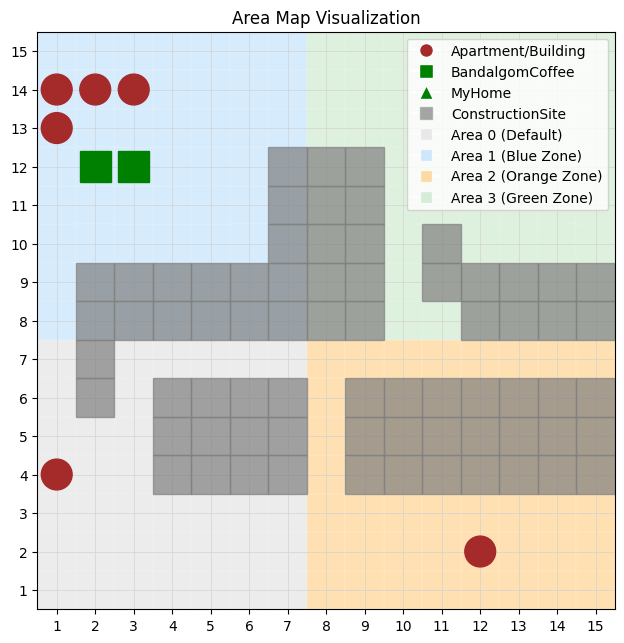 Area Map Visualization
15
14
13
12
11
10
9
8
7
6
5
4
3
2
1
Apartment/Building
BandalgomCoffee
MyHome
ConstructionSite
Area 0 (Default)
Area 1 (Blue Zone)
Area 2 (Orange Zone)
Area 3 (Green Zone)
1 2 3 4 5 6 7 8 9 10 11 12 13 14 15